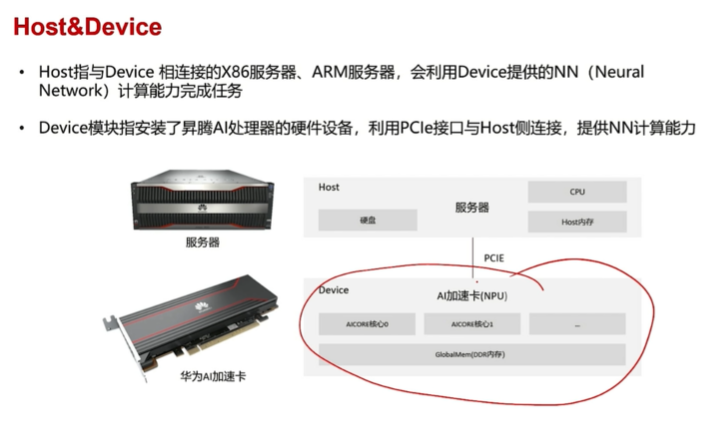 Host&Device
• Host指与Device 相连接的X86服务器、ARM服务器，会利用Device提供的NN（Neural
Network）计算能力完成任务
• Device模块指安装了昇腾AI处理器的硬件设备，利用PCIe接口与Host侧连接，提供NN计算能力
Host
CPU
服务器
硬盘
Host内存
服务器
PCIE
Device
AI加速卡(NPU)
AICORE核心0
AICORE核心1
...
GlobalMem(DDR内存)
华为AI加速卡